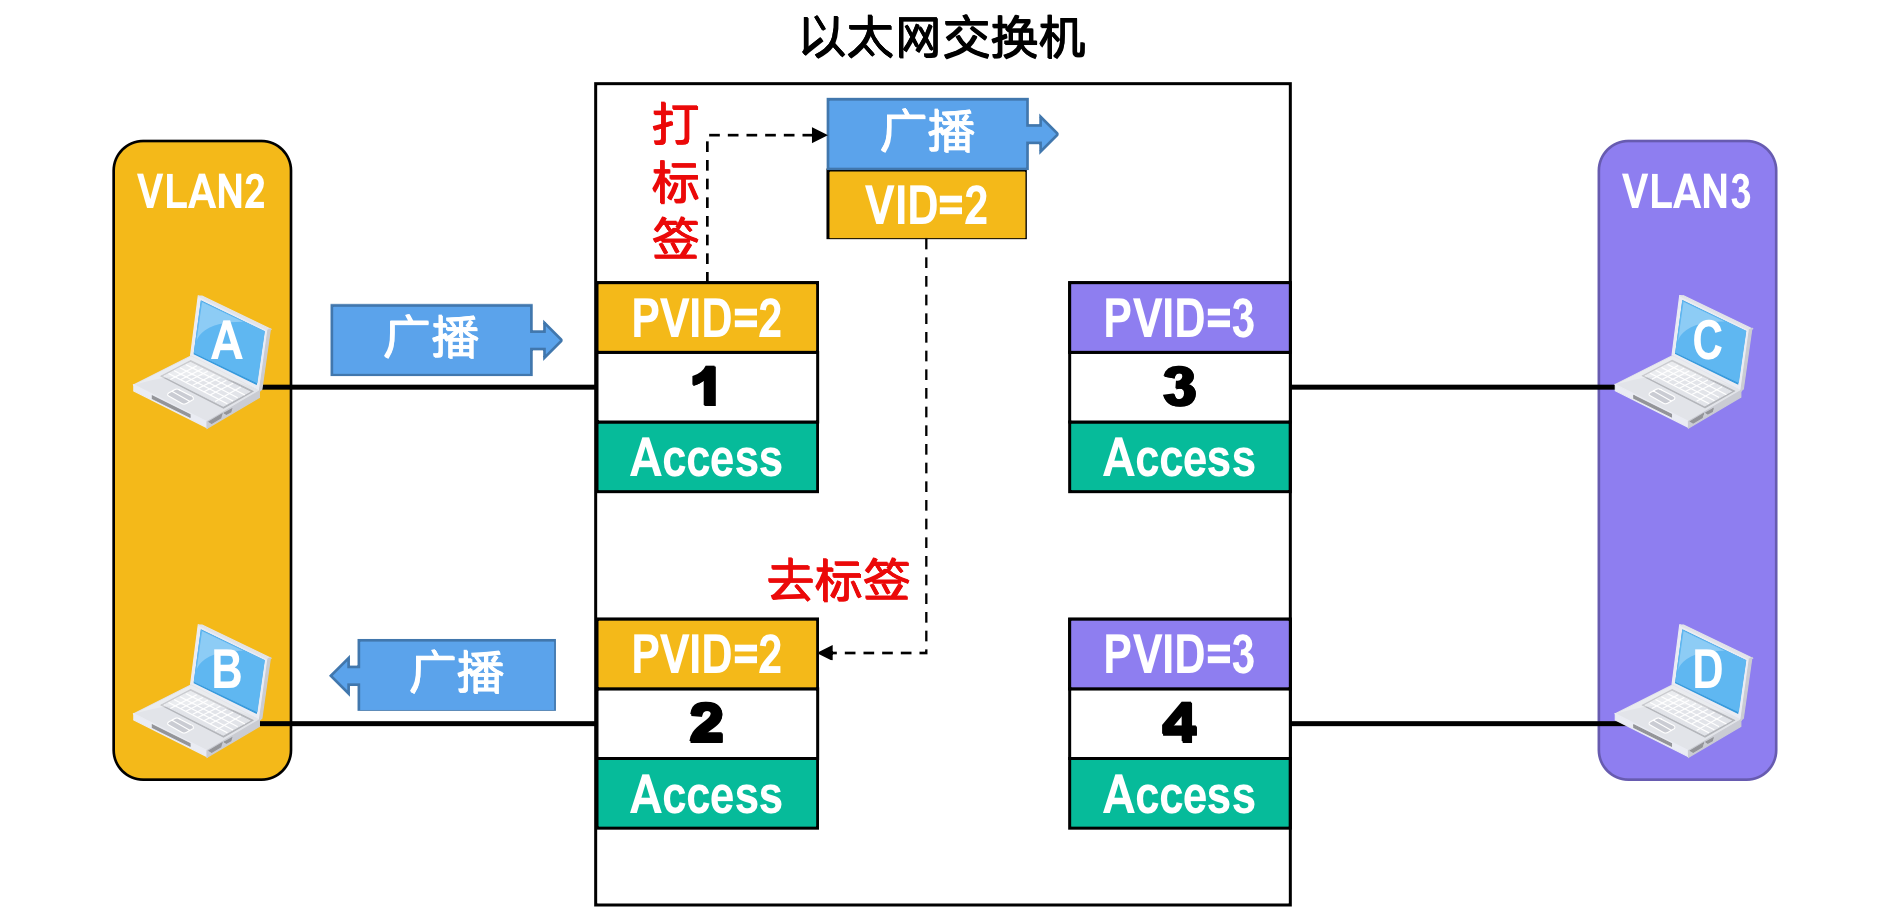 以太网交换机
VLAN2
A
B
广播
广播
打标签
广播
VID=2
PVID=2
1
Access
去标签
PVID=2
2
Access
PVID=3
3
Access
PVID=3
4
Access
VLAN3
C
D